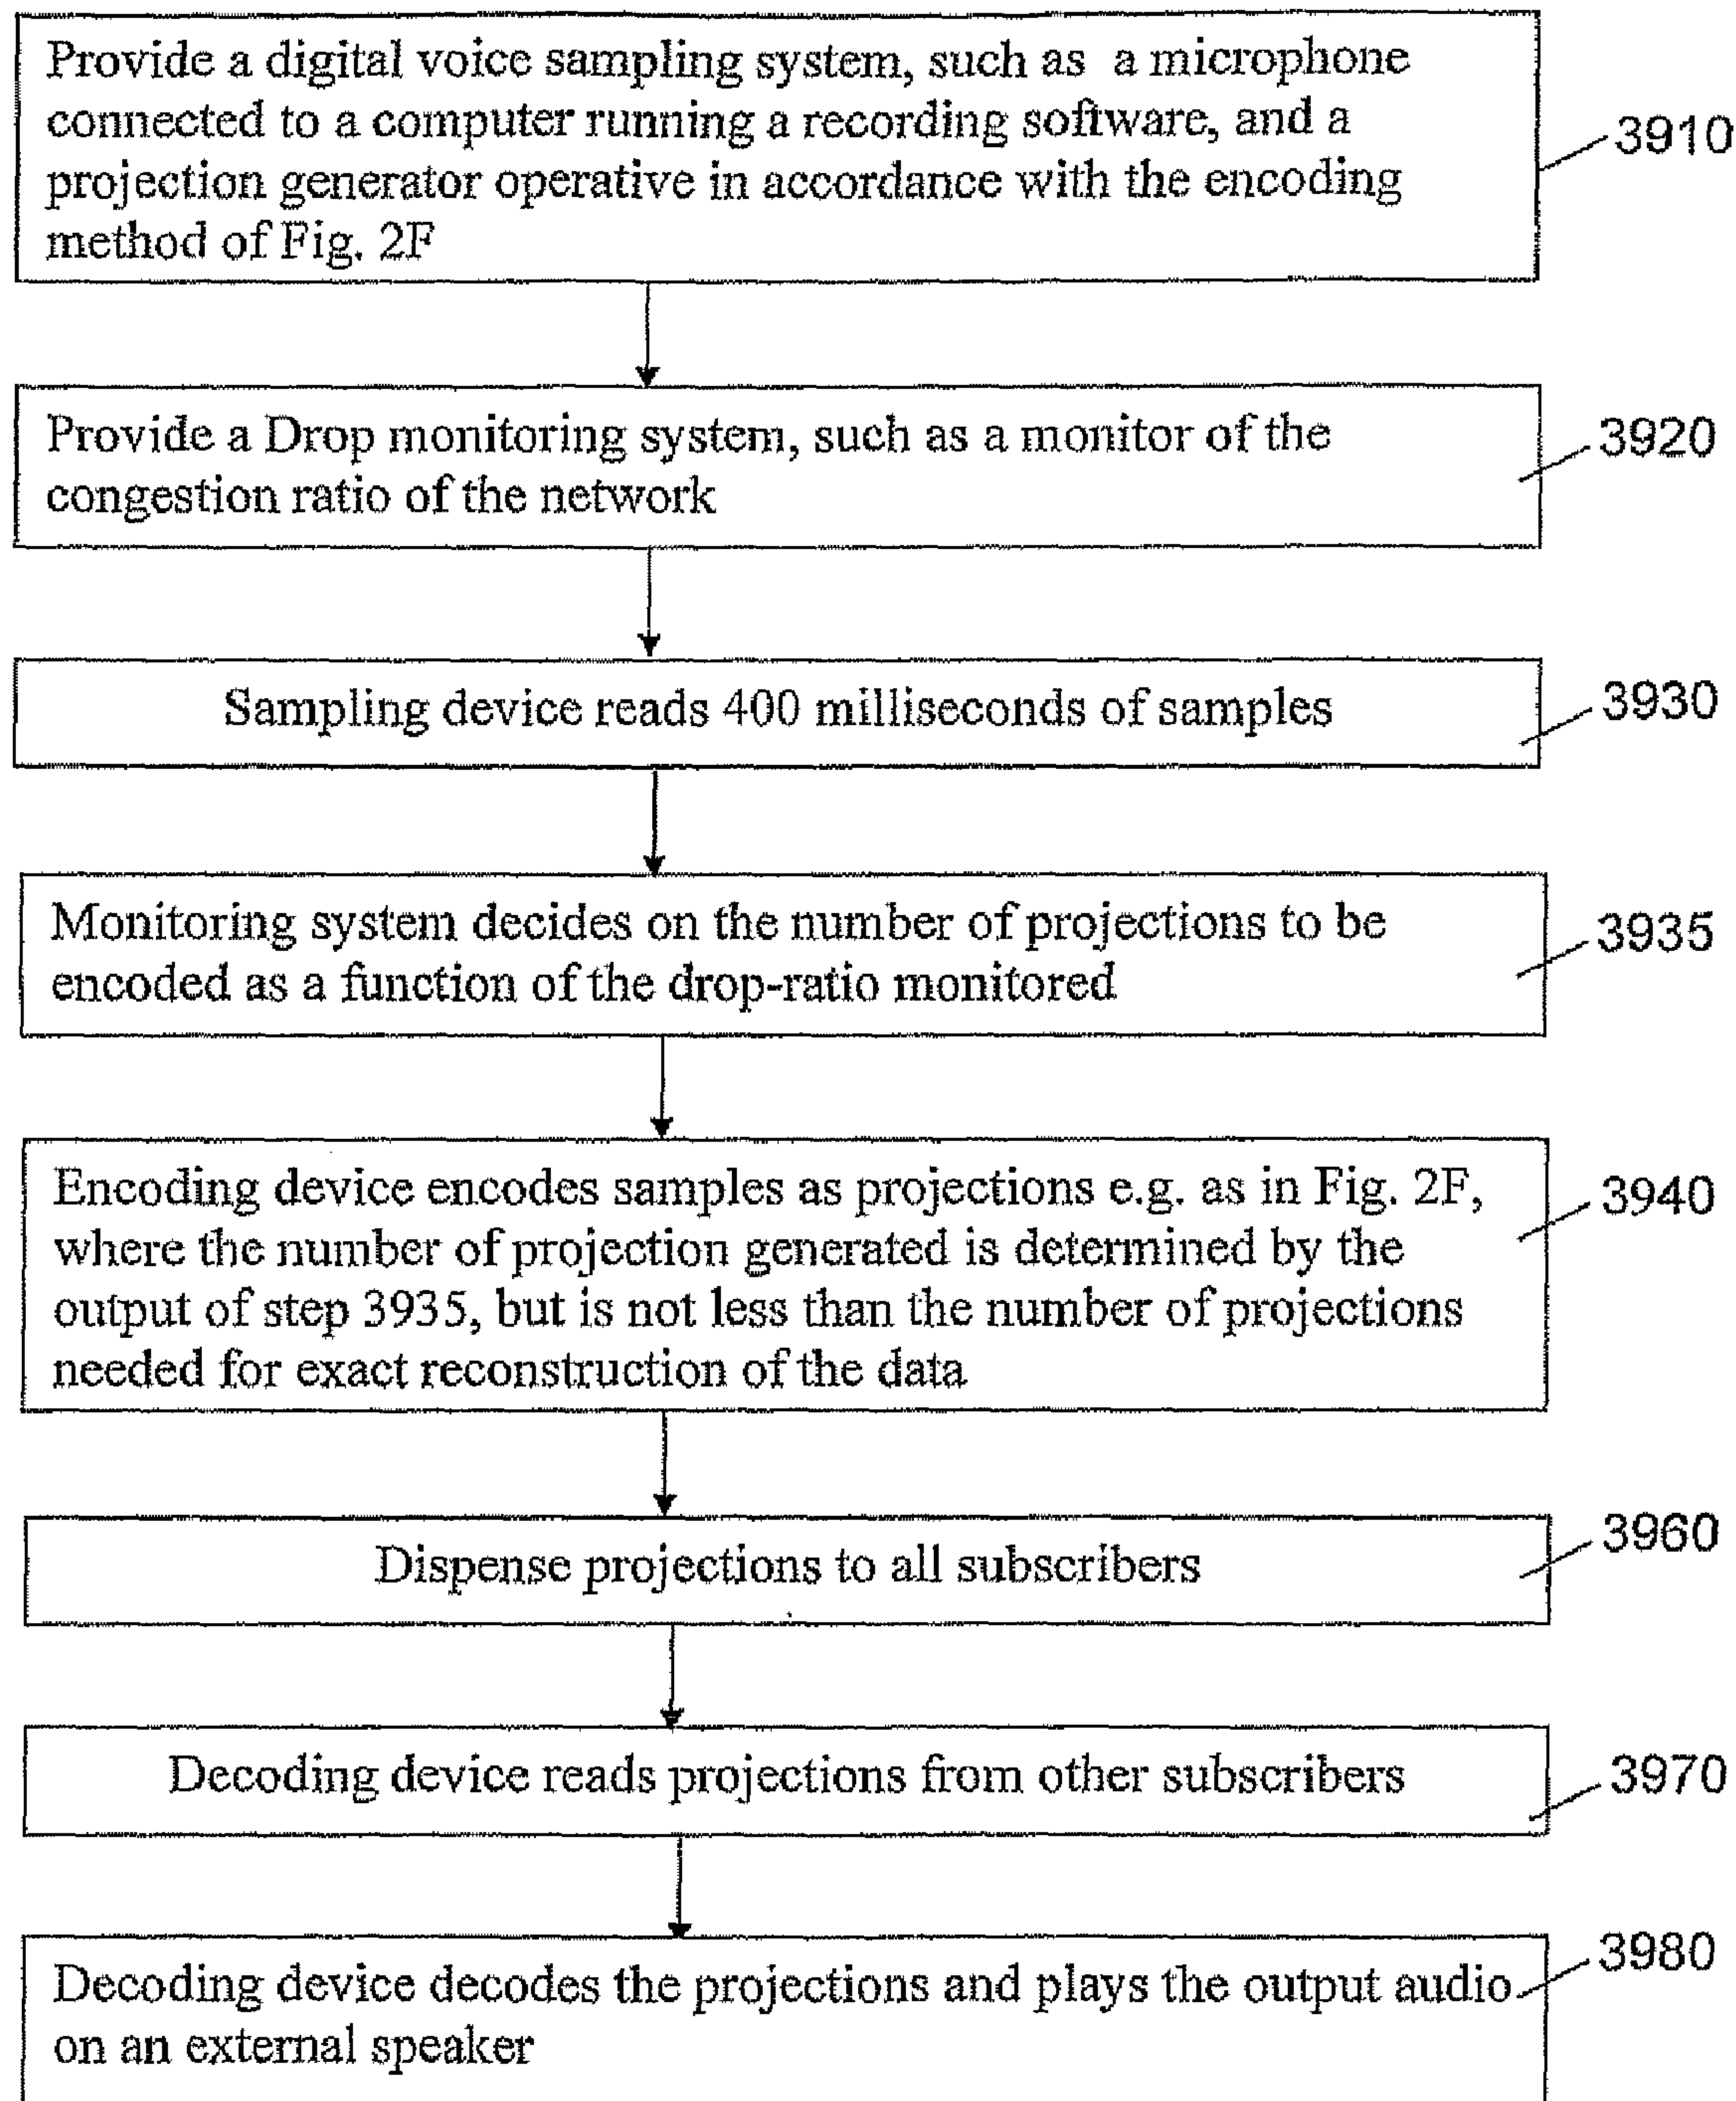 Provide a digital voice sampling system, such as a microphone
connected to a computer running a recording software, and a
projection generator operative in accordance with the encoding
method of Fig. 2F
3910
Provide a Drop monitoring system, such as a monitor of the
congestion ratio of the network
3920
Sampling device reads 400 milliseconds of samples
3930
Monitoring system decides on the number of projections to be
encoded as a function of the drop-ratio monitored
3935
Encoding device encodes samples as projections e.g. as in Fig. 2F,
where the number of projection generated is determined by the
output of step 3935, but is not less than the number of projections
needed for exact reconstruction of the data
3940
Dispense projections to all subscribers
3960
Decoding device reads projections from other subscribers
3970
Decoding device decodes the projections and plays the output audio
on an external speaker
3980